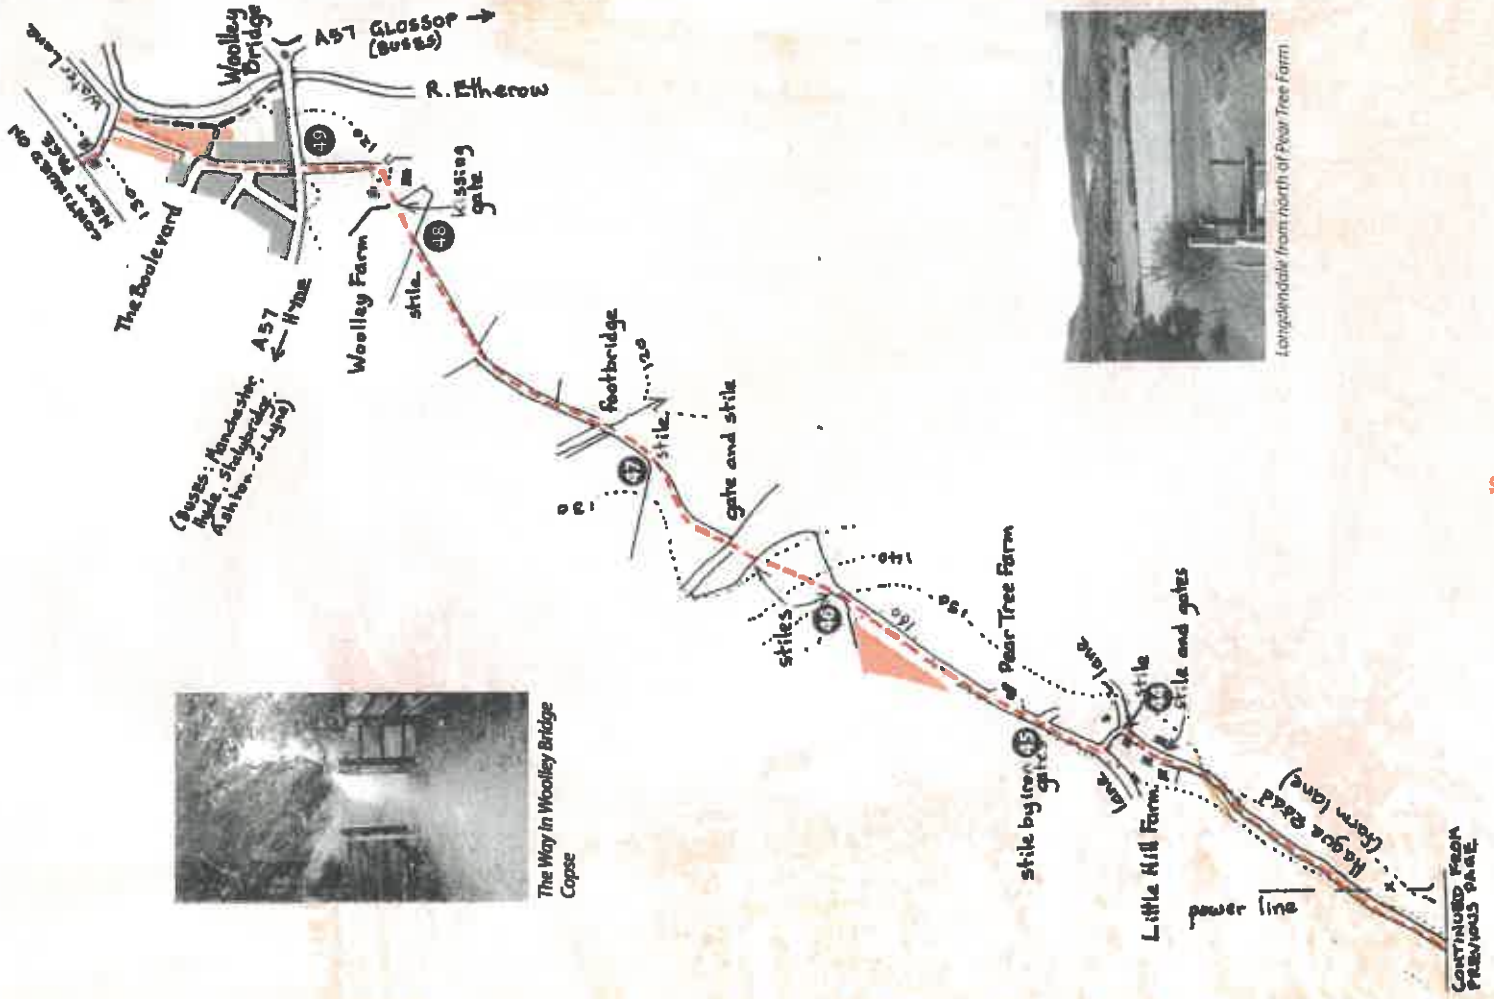 Water Lane
CONTINUED ON
NEXT PAGE
130
The Boulevard
Woolley
Bridge
A57 GLOSSOP →
(BUSES)
R. Etherow
49
120
A57
← HYDE
(BUSES: Manchester,
Hyde, Stalybridge,
Ashton-u-Lyne)
Woolley Farm
Kissing
gate
48
stile
footbridge
120
47
stile
130
gate and stile
stiles
46
140
150
160
Pear Tree Farm
45
stile by iron
gates
lane
lane
stile
stile and gates
Little Hill Farm
Hague Road
(farm lane)
power line
CONTINUED FROM
PREVIOUS PAGE
Longdendale from north of Pear Tree Farm
The Way in Woolley Bridge
Copse